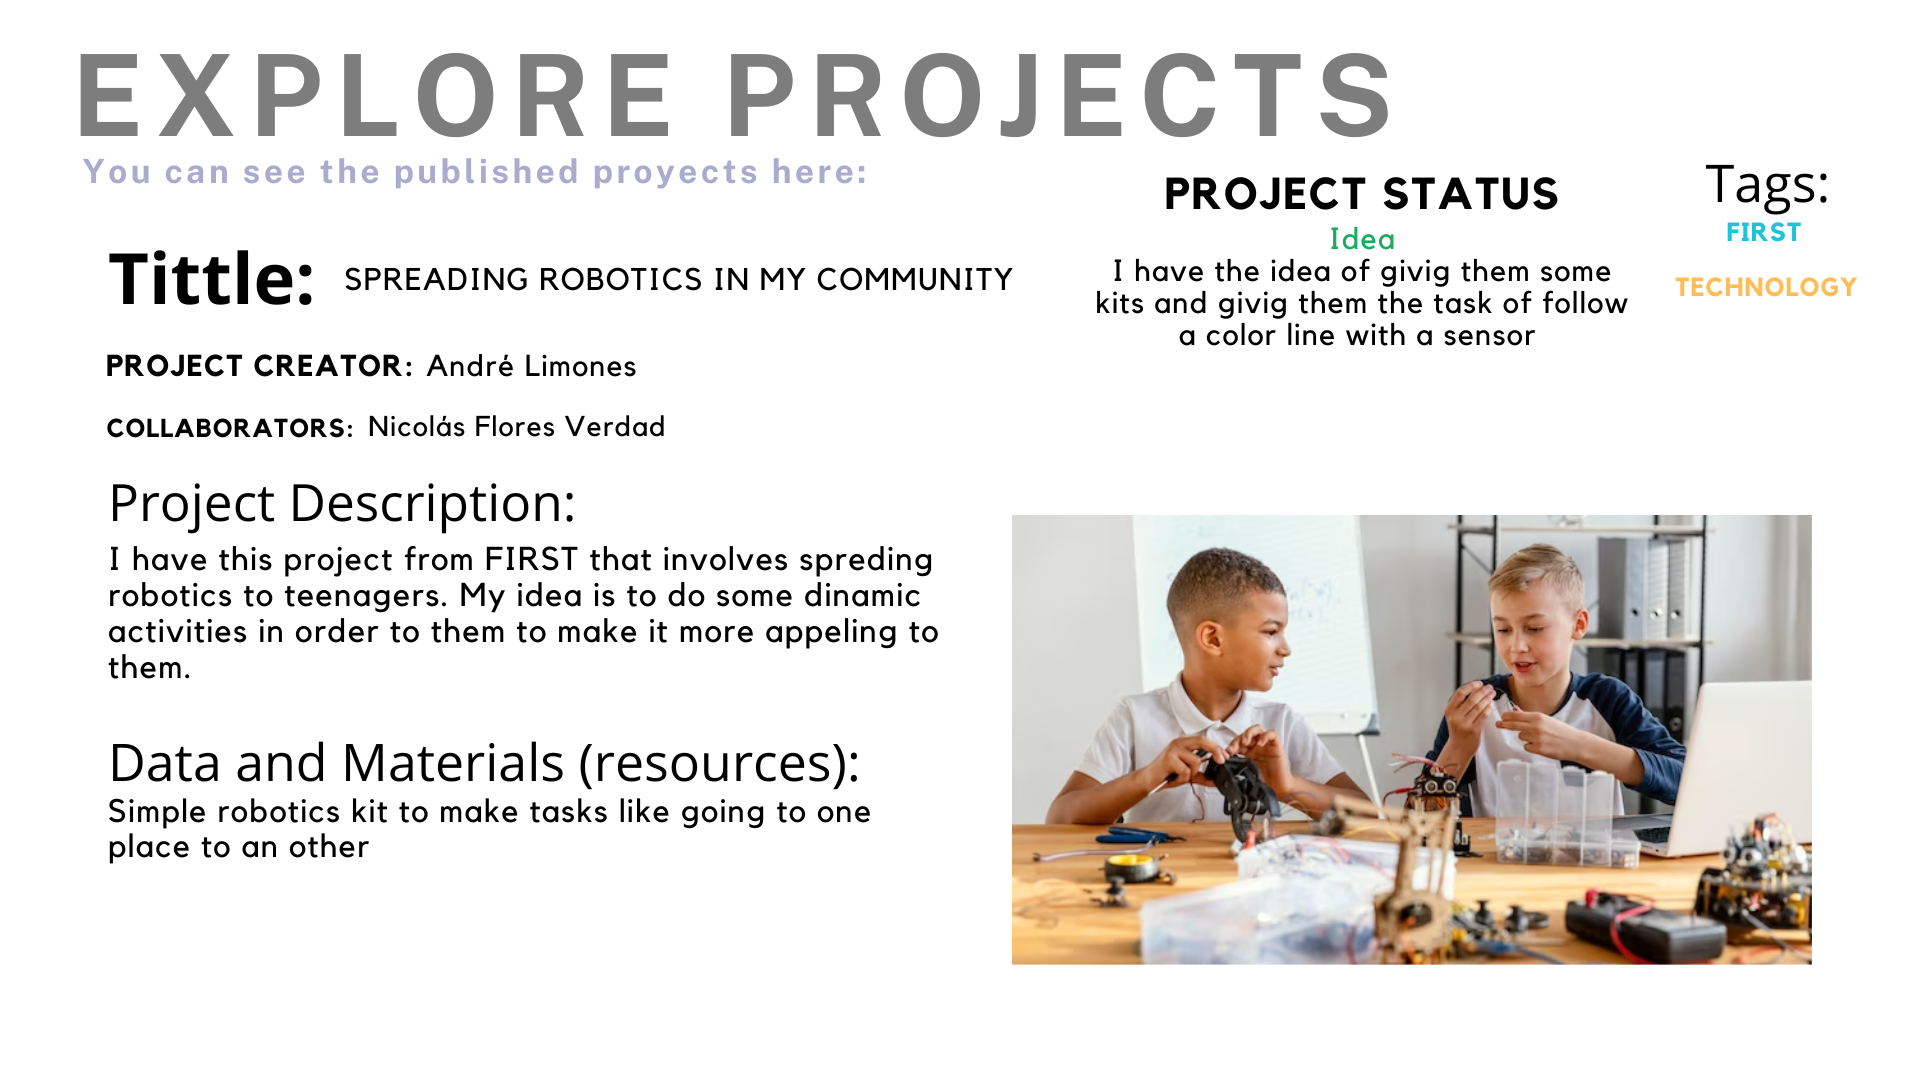 EXPLORE PROJECTS
You can see the published proyects here:
Tittle: SPREADING ROBOTICS IN MY COMMUNITY
PROJECT CREATOR: André Limones
COLLABORATORS: Nicolás Flores Verdad
Project Description:
I have this project from FIRST that involves spreding
robotics to teenagers. My idea is to do some dinamic
activities in order to them to make it more appeling to
them.
Data and Materials (resources):
Simple robotics kit to make tasks like going to one
place to an other
PROJECT STATUS
Idea
I have the idea of givig them some
kits and givig them the task of follow
a color line with a sensor
Tags:
FIRST
TECHNOLOGY